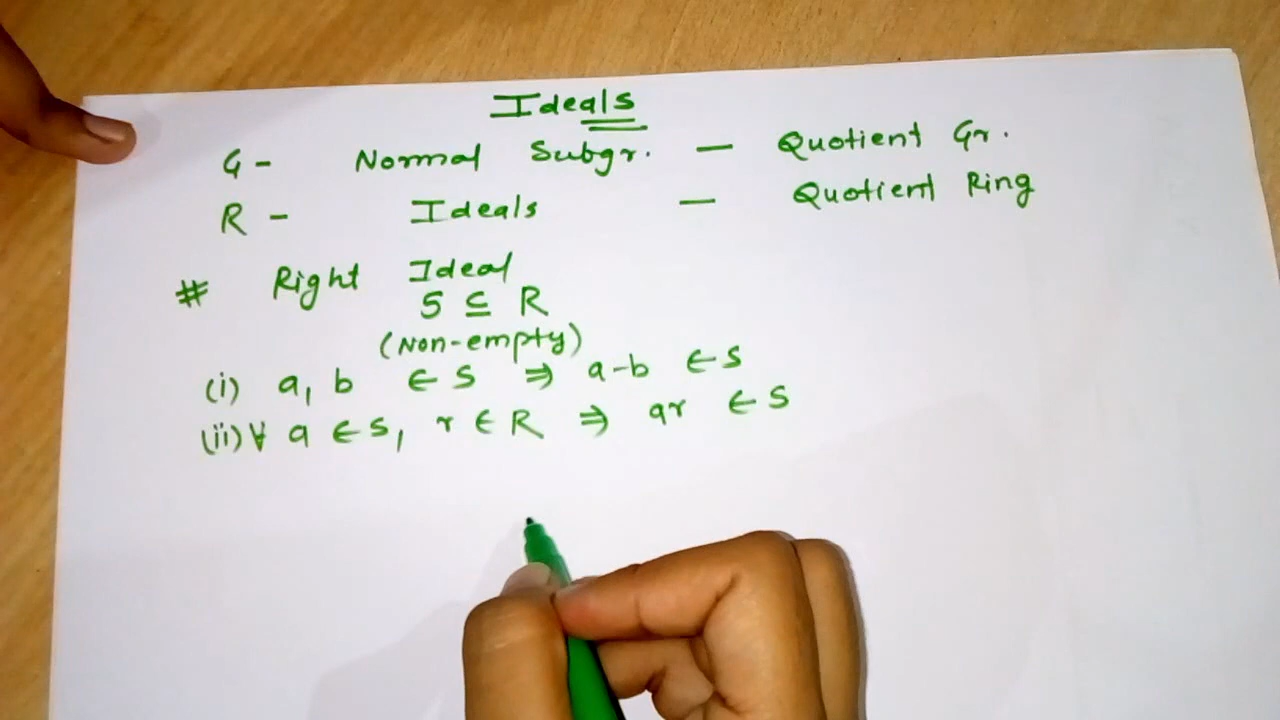 Ideals
G - Normal Subgr. — Quotient Gr.
R - Ideals — Quotient Ring
# Right Ideal
S ⊆ R
(Non-empty)
(i) a, b ∈ S ⇒ a-b ∈ S
(ii) ∀ a ∈ S, r ∈ R ⇒ ar ∈ S